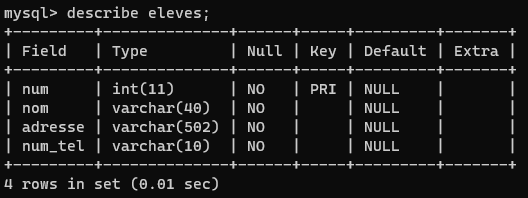 mysql> describe eleves;
+---------+--------------+------+-----+---------+-------+
| Field   | Type         | Null | Key | Default | Extra |
+---------+--------------+------+-----+---------+-------+
| num     | int(11)      | NO   | PRI | NULL    |       |
| nom     | varchar(40)  | NO   |     | NULL    |       |
| adresse | varchar(502) | NO   |     | NULL    |       |
| num_tel | varchar(10)  | NO   |     | NULL    |       |
+---------+--------------+------+-----+---------+-------+
4 rows in set (0.01 sec)